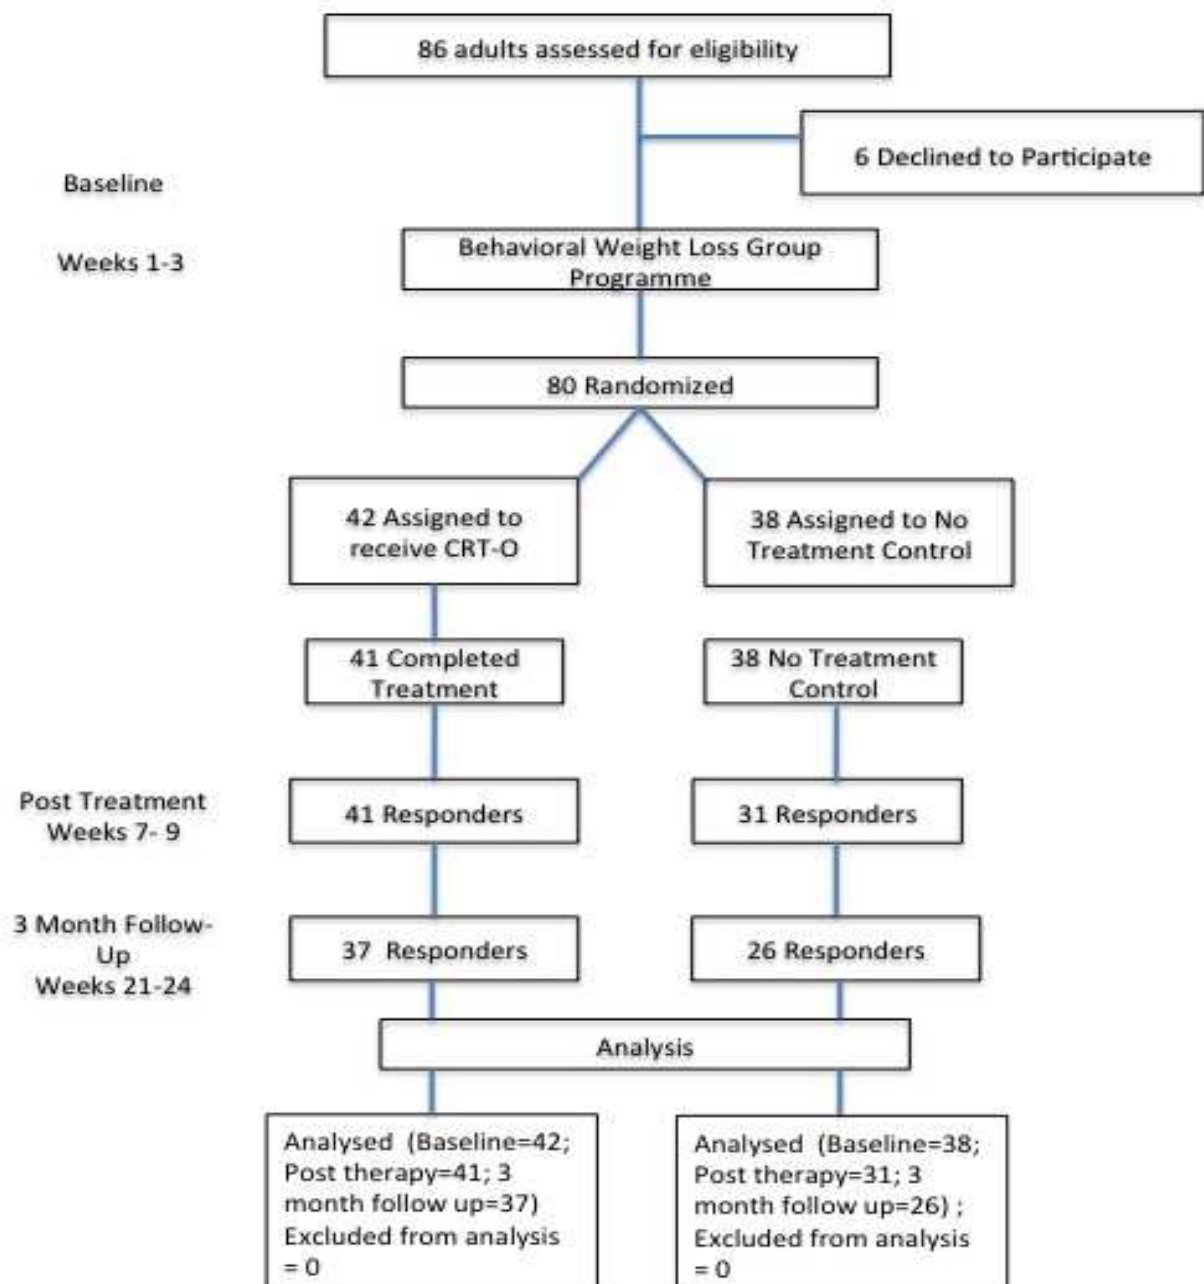 86 adults assessed for eligibility
6 Declined to Participate
Baseline
Weeks 1-3
Behavioral Weight Loss Group
Programme
80 Randomized
42 Assigned to
receive CRT-O
38 Assigned to No
Treatment Control
41 Completed
Treatment
38 No Treatment
Control
Post Treatment
Weeks 7- 9
41 Responders
31 Responders
3 Month Follow-
Up
Weeks 21-24
37 Responders
26 Responders
Analysis
Analysed (Baseline=42;
Post therapy=41; 3
month follow up=37)
Excluded from analysis
= 0
Analysed (Baseline=38;
Post therapy=31; 3
month follow up=26) ;
Excluded from analysis
= 0